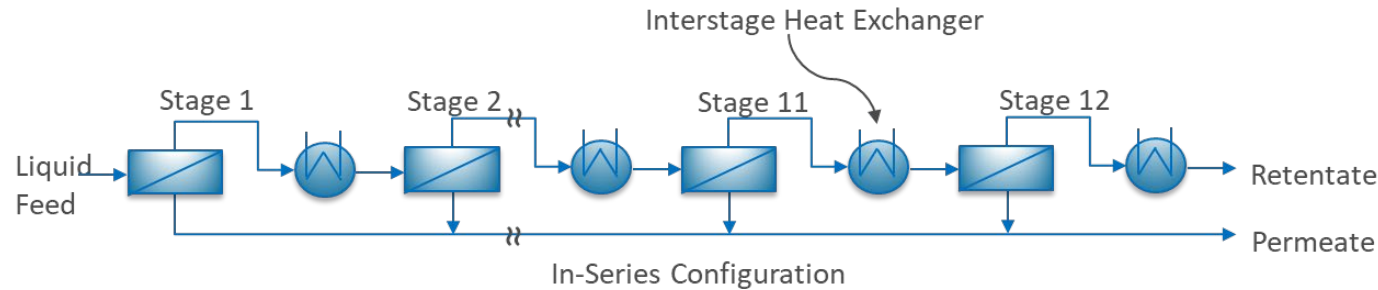 Interstage Heat Exchanger
Stage 1
Stage 2
Stage 11
Stage 12
Liquid
Feed
Retentate
Permeate
In-Series Configuration